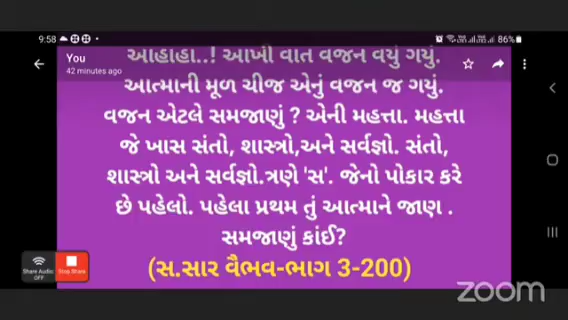 9:58
86%
You
42 minutes ago
આહાહા..! આખી વાત વજન વયું ગયું.
આત્માની મૂળ ચીજ એનું વજન જ ગયું.
વજન એટલે સમજાણું ? એની મહત્તા. મહત્તા
જે ખાસ સંતો, શાસ્ત્રો,અને સર્વજ્ઞો. સંતો,
શાસ્ત્રો અને સર્વજ્ઞો.ત્રણે 'સ'. જેનો પોકાર કરે
છે પહેલો. પહેલા પ્રથમ તું આત્માને જાણ .
સમજાણું કાંઈ?
(સ.સાર વૈભવ-ભાગ 3-200)
Share Audio
OFF
Stop Share
zoom